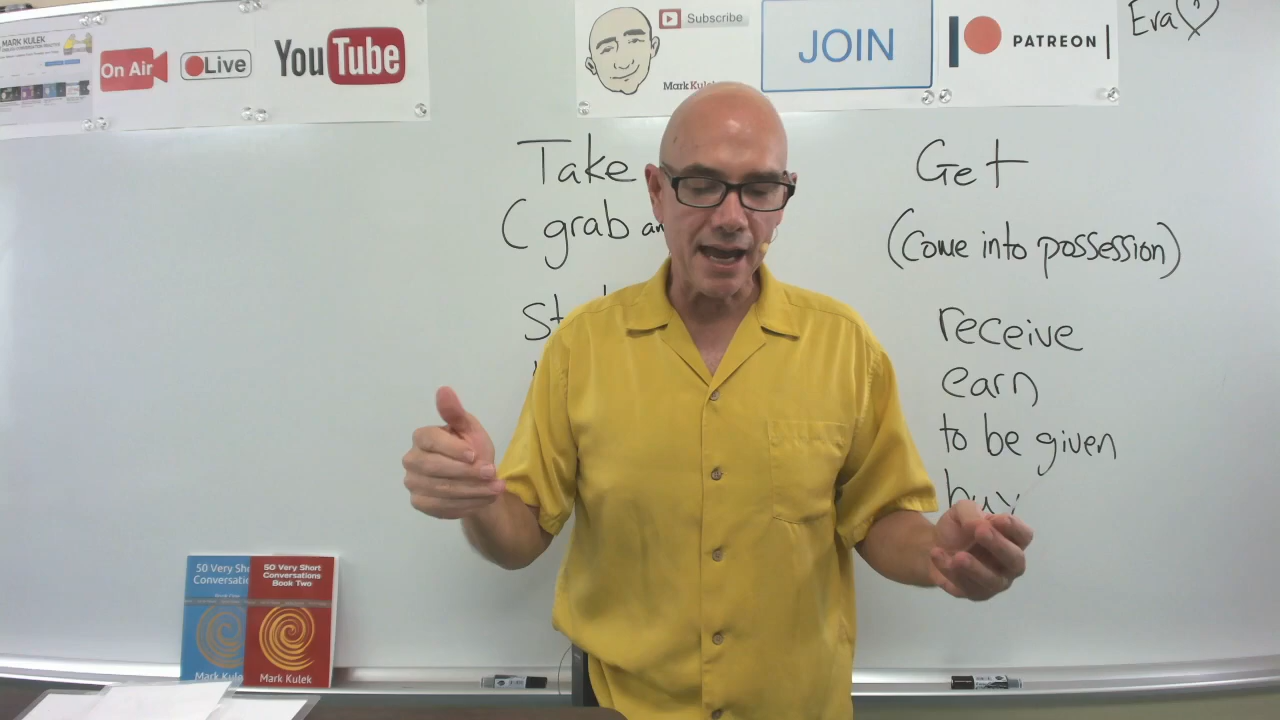 MARK KULEK
On Air
Live
YouTube
Subscribe
Mark Kulek
JOIN
PATREON
Eva
Take
(grab
Get
(Come into possession)
receive
earn
to be given
buy
50 Very Short
Conversations
Book Two
Mark Kulek